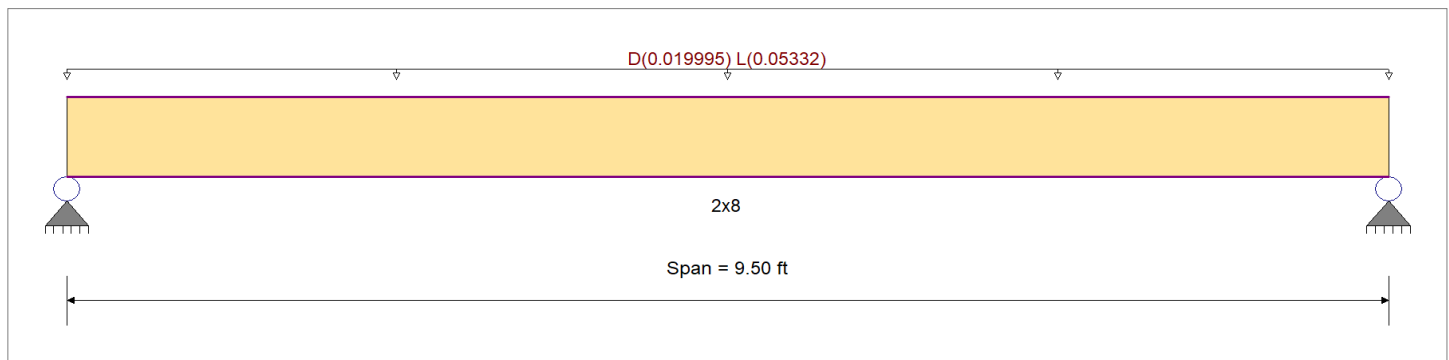 D(0.019995) L(0.05332)
2x8
Span = 9.50 ft